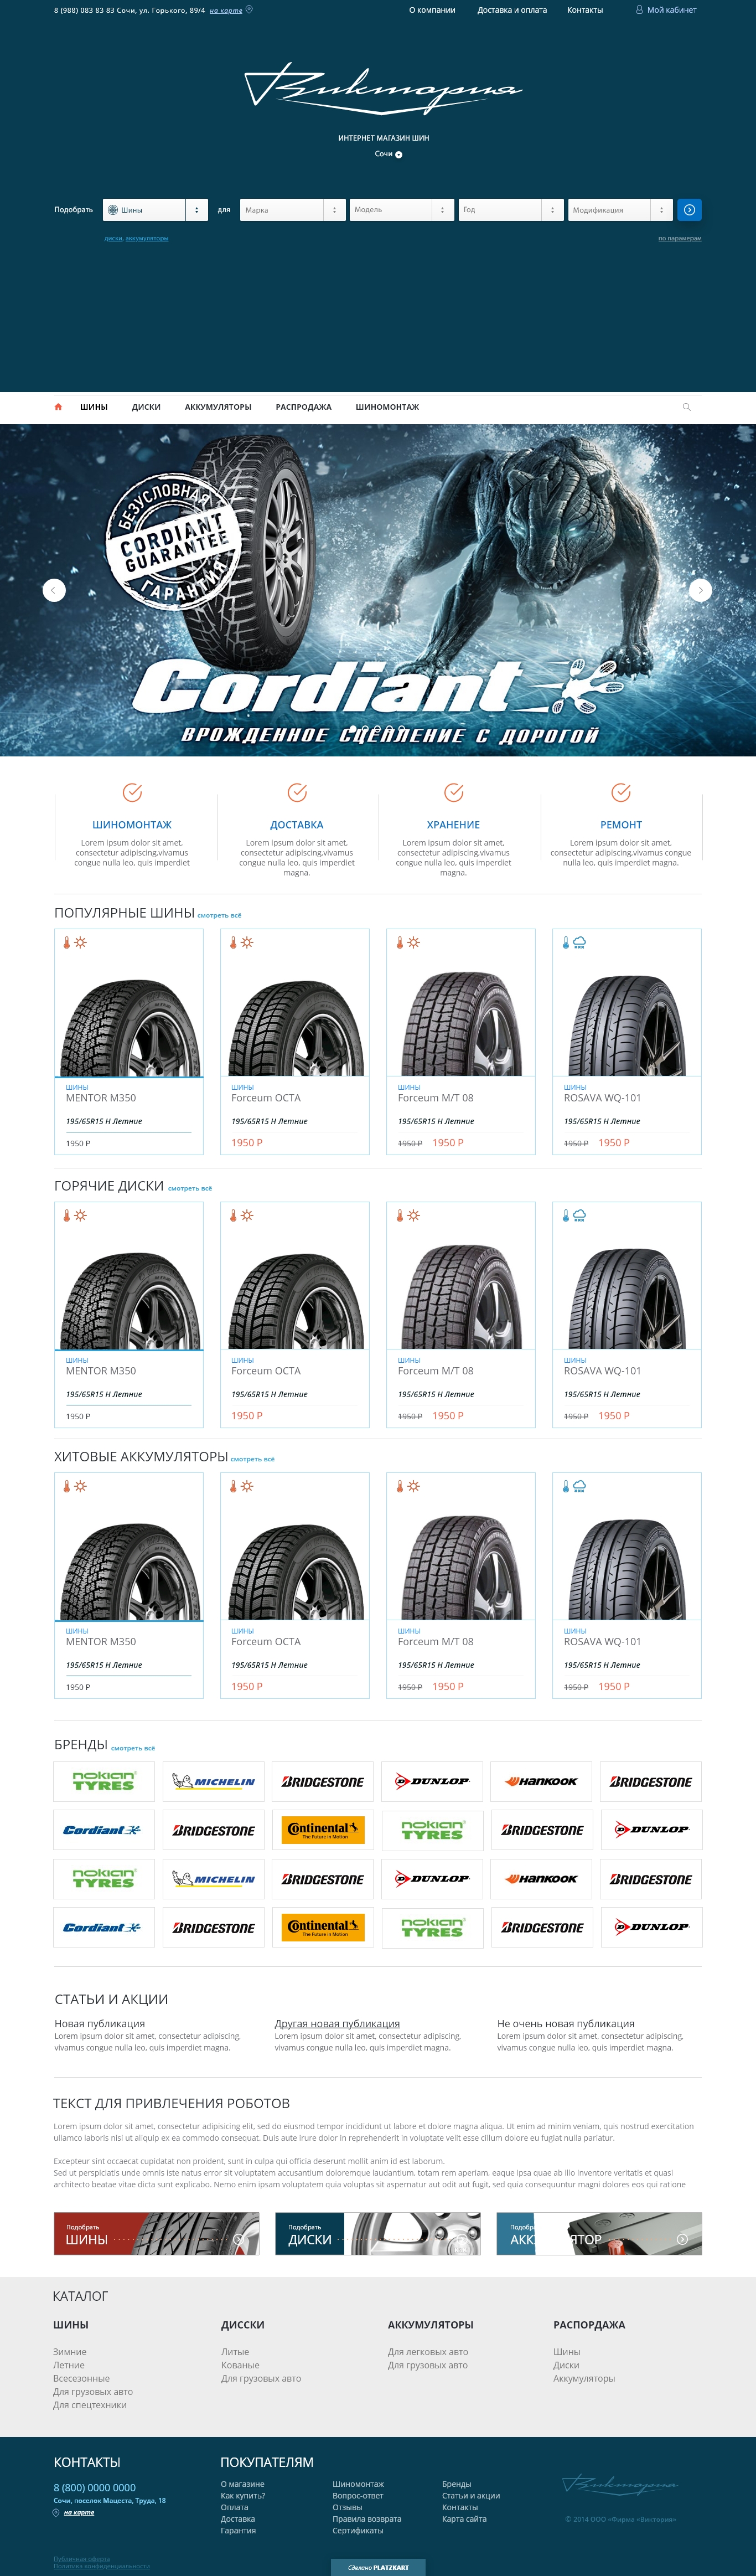 8 (988) 083 83 83 Сочи, ул. Горького, 89/4 на карте
О компании Доставка и оплата Контакты Мой кабинет
Виктория
ИНТЕРНЕТ МАГАЗИН ШИН
Сочи
Подобрать Шины для Марка Модель Год Модификация
диски, аккумуляторы по парамерам
ШИНЫ ДИСКИ АККУМУЛЯТОРЫ РАСПРОДАЖА ШИНОМОНТАЖ
БЕЗУСЛОВНАЯ
CORDIANT
GUARANTEE
ГАРАНТИЯ
Cordiant
ВРОЖДЕННОЕ СЦЕПЛЕНИЕ С ДОРОГОЙ
ШИНОМОНТАЖ ДОСТАВКА ХРАНЕНИЕ РЕМОНТ
Lorem ipsum dolor sit amet, Lorem ipsum dolor sit amet, Lorem ipsum dolor sit amet, Lorem ipsum dolor sit amet,
consectetur adipiscing,vivamus consectetur adipiscing,vivamus consectetur adipiscing,vivamus consectetur adipiscing,vivamus congue
congue nulla leo, quis imperdiet congue nulla leo, quis imperdiet congue nulla leo, quis imperdiet nulla leo, quis imperdiet magna.
magna. magna.
ПОПУЛЯРНЫЕ ШИНЫ смотреть всё
ШИНЫ ШИНЫ ШИНЫ ШИНЫ
MENTOR M350 Forceum OCTA Forceum M/T 08 ROSAVA WQ-101
195/65R15 H Летние 195/65R15 H Летние 195/65R15 H Летние 195/65R15 H Летние
1950 Р 1950 Р 1950 Р 1950 Р 1950 Р 1950 Р
ГОРЯЧИЕ ДИСКИ смотреть всё
ШИНЫ ШИНЫ ШИНЫ ШИНЫ
MENTOR M350 Forceum OCTA Forceum M/T 08 ROSAVA WQ-101
195/65R15 H Летние 195/65R15 H Летние 195/65R15 H Летние 195/65R15 H Летние
1950 Р 1950 Р 1950 Р 1950 Р 1950 Р 1950 Р
ХИТОВЫЕ АККУМУЛЯТОРЫ смотреть всё
ШИНЫ ШИНЫ ШИНЫ ШИНЫ
MENTOR M350 Forceum OCTA Forceum M/T 08 ROSAVA WQ-101
195/65R15 H Летние 195/65R15 H Летние 195/65R15 H Летние 195/65R15 H Летние
1950 Р 1950 Р 1950 Р 1950 Р 1950 Р 1950 Р
БРЕНДЫ смотреть всё
nokian TYRES MICHELIN BRIDGESTONE DUNLOP HANKOOK BRIDGESTONE
Cordiant BRIDGESTONE Continental The Future in Motion nokian TYRES BRIDGESTONE DUNLOP
nokian TYRES MICHELIN BRIDGESTONE DUNLOP HANKOOK BRIDGESTONE
Cordiant BRIDGESTONE Continental The Future in Motion nokian TYRES BRIDGESTONE DUNLOP
СТАТЬИ И АКЦИИ
Новая публикация Другая новая публикация Не очень новая публикация
Lorem ipsum dolor sit amet, consectetur adipiscing, Lorem ipsum dolor sit amet, consectetur adipiscing, Lorem ipsum dolor sit amet, consectetur adipiscing,
vivamus congue nulla leo, quis imperdiet magna. vivamus congue nulla leo, quis imperdiet magna. vivamus congue nulla leo, quis imperdiet magna.
ТЕКСТ ДЛЯ ПРИВЛЕЧЕНИЯ РОБОТОВ
Lorem ipsum dolor sit amet, consectetur adipisicing elit, sed do eiusmod tempor incididunt ut labore et dolore magna aliqua. Ut enim ad minim veniam, quis nostrud exercitation
ullamco laboris nisi ut aliquip ex ea commodo consequat. Duis aute irure dolor in reprehenderit in voluptate velit esse cillum dolore eu fugiat nulla pariatur.
Excepteur sint occaecat cupidatat non proident, sunt in culpa qui officia deserunt mollit anim id est laborum.
Sed ut perspiciatis unde omnis iste natus error sit voluptatem accusantium doloremque laudantium, totam rem aperiam, eaque ipsa quae ab illo inventore veritatis et quasi
architecto beatae vitae dicta sunt explicabo. Nemo enim ipsam voluptatem quia voluptas sit aspernatur aut odit aut fugit, sed quia consequuntur magni dolores eos qui ratione
Подобрать Подобрать Подобрать
ШИНЫ ДИСКИ АККУМУЛЯТОР
КАТАЛОГ
ШИНЫ ДИССКИ АККУМУЛЯТОРЫ РАСПОРДАЖА
Зимние Литые Для легковых авто Шины
Летние Кованые Для грузовых авто Диски
Всесезонные Для грузовых авто Аккумуляторы
Для грузовых авто
Для спецтехники
КОНТАКТЫ ПОКУПАТЕЛЯМ
8 (800) 0000 0000
Сочи, поселок Мацеста, Труда, 18
на карте
О магазине Шиномонтаж Бренды
Как купить? Вопрос-ответ Статьи и акции
Оплата Отзывы Контакты
Доставка Правила возврата Карта сайта
Гарантия Сертификаты
Виктория
© 2014 ООО «Фирма «Виктория»
Публичная оферта
Политика конфиденциальности
Сделано PLATZKART